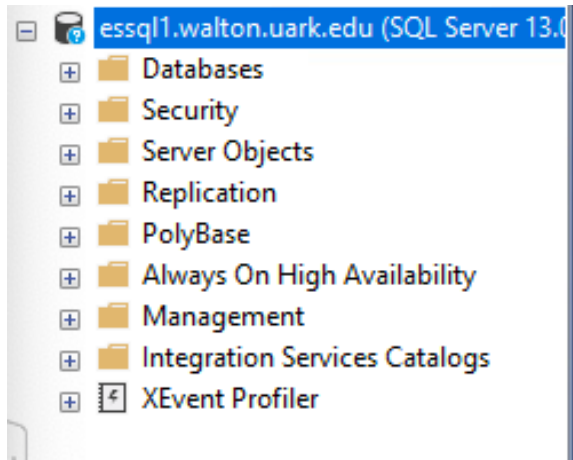 essql1.walton.uark.edu (SQL Server 13.0
Databases
Security
Server Objects
Replication
PolyBase
Always On High Availability
Management
Integration Services Catalogs
XEvent Profiler